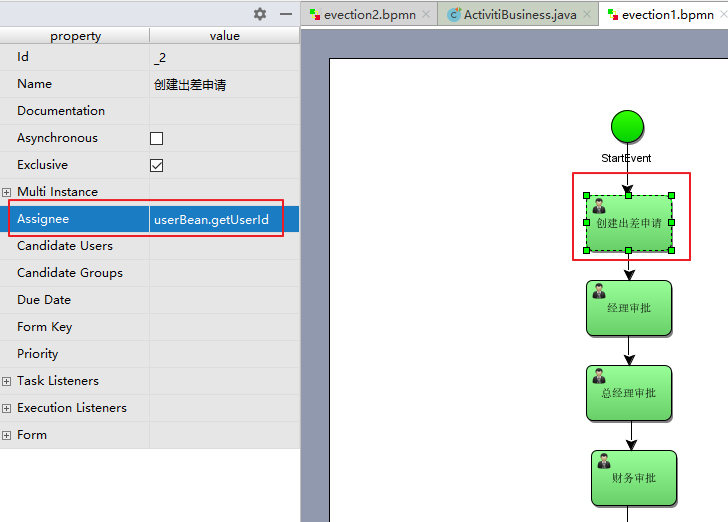 property value
Id _2
Name 创建出差申请
Documentation
Asynchronous
Exclusive
Multi Instance
Assignee userBean.getUserId
Candidate Users
Candidate Groups
Due Date
Form Key
Priority
Task Listeners
Execution Listeners
Form
evection2.bpmn ActivitiBusiness.java evection1.bpmn
StartEvent
创建出差申请
经理审批
总经理审批
财务审批